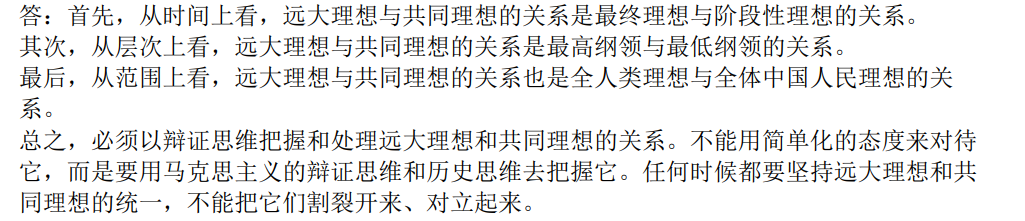 答：首先，从时间上看，远大理想与共同理想的关系是最终理想与阶段性理想的关系。
其次，从层次上看，远大理想与共同理想的关系是最高纲领与最低纲领的关系。
最后，从范围上看，远大理想与共同理想的关系也是全人类理想与全体中国人民理想的关
系。
总之，必须以辩证思维把握和处理远大理想和共同理想的关系。不能用简单化的态度来对待
它，而是要用马克思主义的辩证思维和历史思维去把握它。任何时候都要坚持远大理想和共
同理想的统一，不能把它们割裂开来、对立起来。